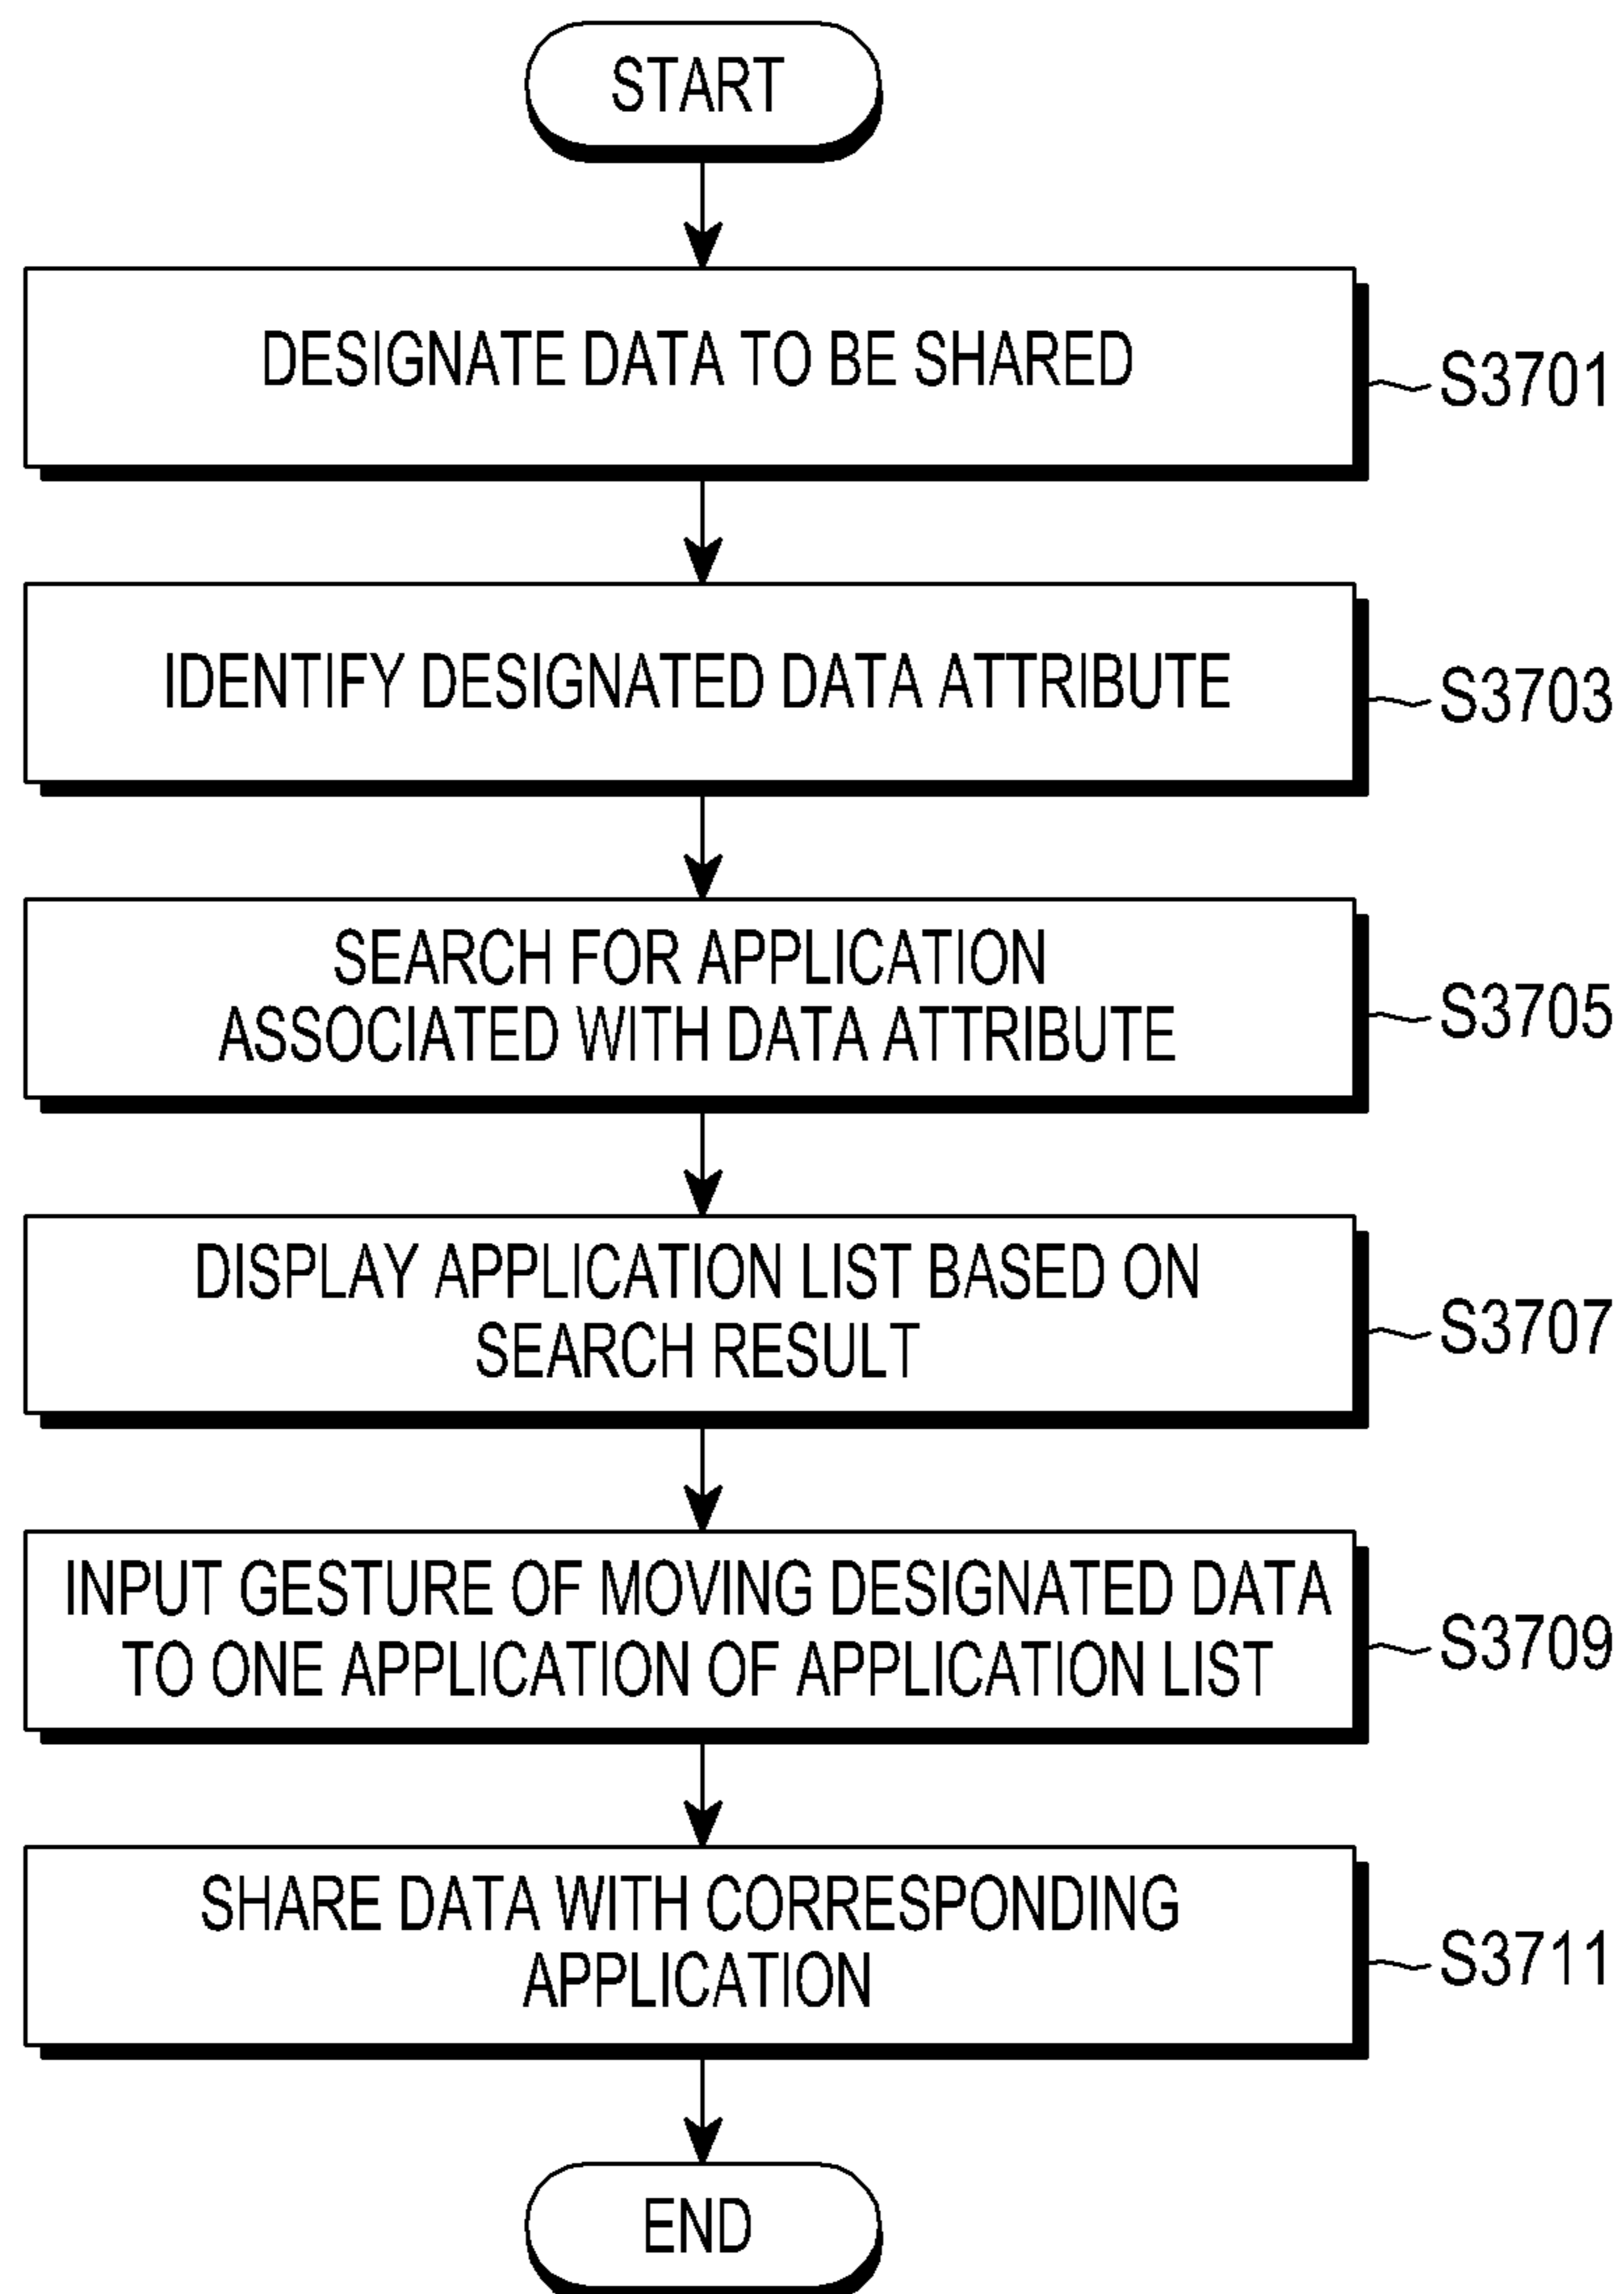 START
DESIGNATE DATA TO BE SHARED
S3701
IDENTIFY DESIGNATED DATA ATTRIBUTE
S3703
SEARCH FOR APPLICATION
ASSOCIATED WITH DATA ATTRIBUTE
S3705
DISPLAY APPLICATION LIST BASED ON
SEARCH RESULT
S3707
INPUT GESTURE OF MOVING DESIGNATED DATA
TO ONE APPLICATION OF APPLICATION LIST
S3709
SHARE DATA WITH CORRESPONDING
APPLICATION
S3711
END